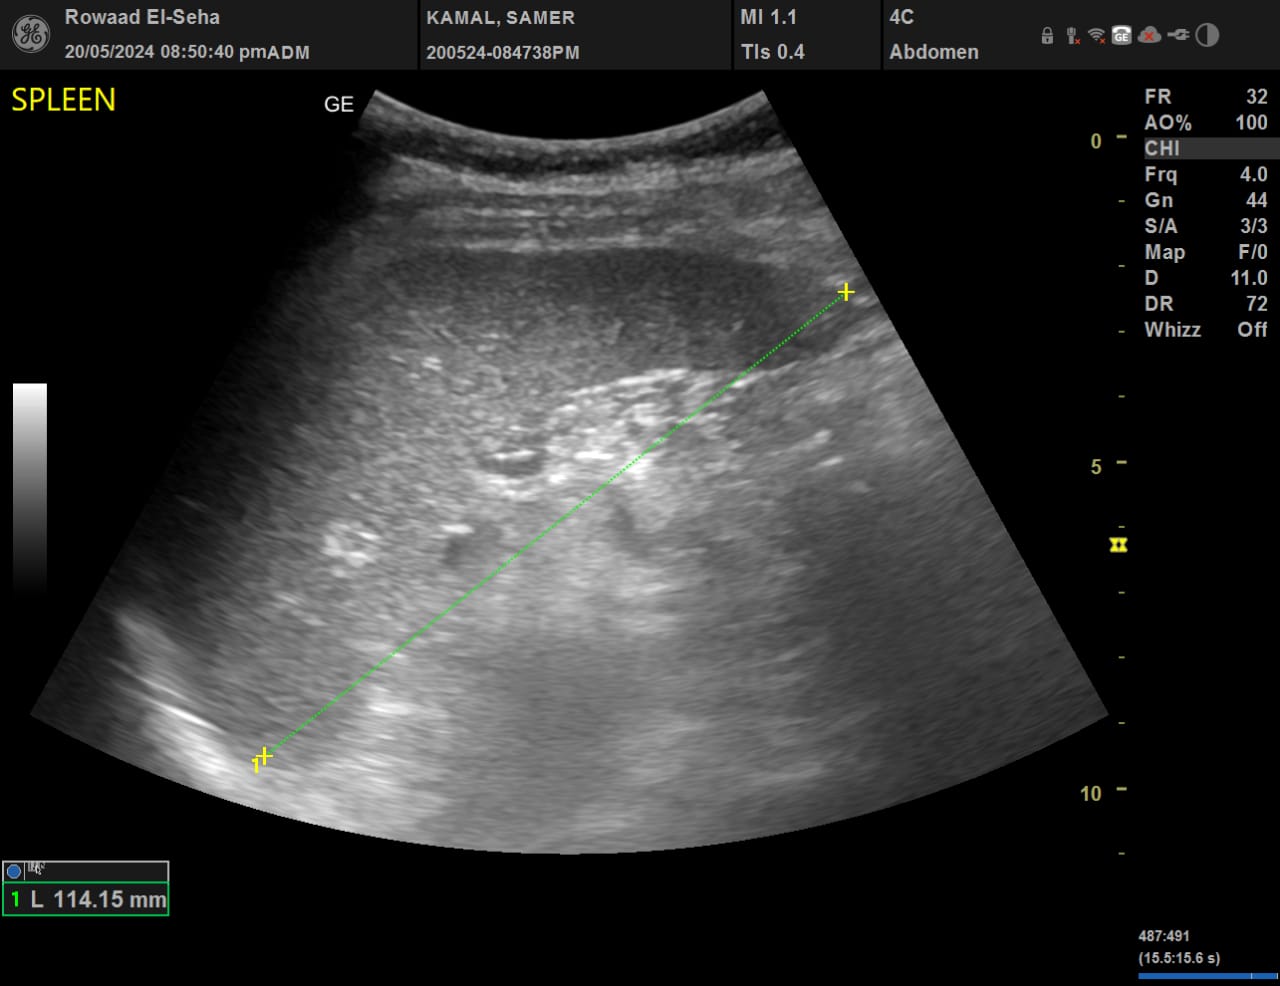 Rowaad El-Seha
20/05/2024 08:50:40 pmADM
KAMAL, SAMER
200524-084738PM
MI 1.1
TIs 0.4
4C
Abdomen
GE
SPLEEN
GE
FR 32
AO% 100
CHI
Frq 4.0
Gn 44
S/A 3/3
Map F/0
D 11.0
DR 72
Whizz Off
0
5
10
1
1 L 114.15 mm
487:491
(15.5:15.6 s)